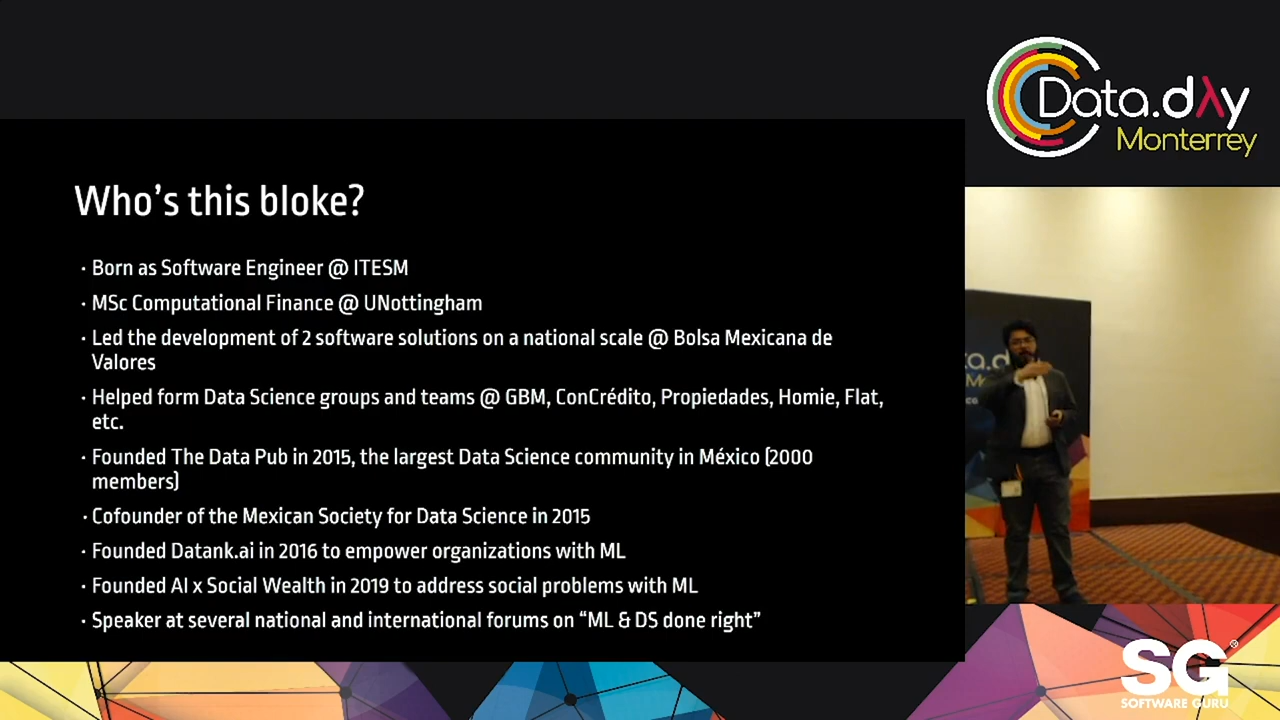 Data.dλy
Monterrey
Who's this bloke?
· Born as Software Engineer @ ITESM
· MSc Computational Finance @ UNottingham
· Led the development of 2 software solutions on a national scale @ Bolsa Mexicana de
Valores
· Helped form Data Science groups and teams @ GBM, ConCrédito, Propiedades, Homie, Flat,
etc.
· Founded The Data Pub in 2015, the largest Data Science community in México (2000
members)
· Cofounder of the Mexican Society for Data Science in 2015
· Founded Datank.ai in 2016 to empower organizations with ML
· Founded AI x Social Wealth in 2019 to address social problems with ML
· Speaker at several national and international forums on “ML & DS done right”
ta.d
M
SG®
SOFTWARE GURU